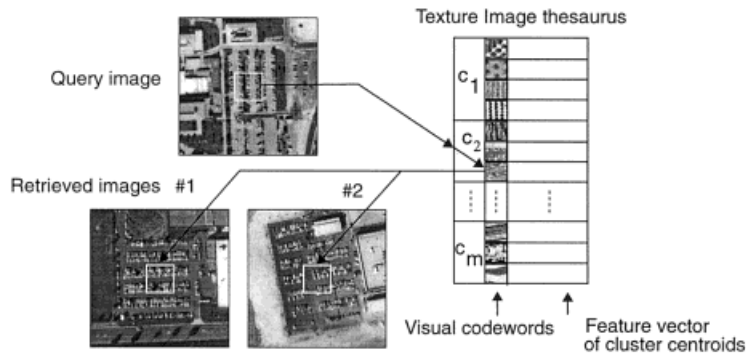 Texture Image thesaurus
Query image
c1
c2
Retrieved images #1
#2
cm
Visual codewords
Feature vector
of cluster centroids